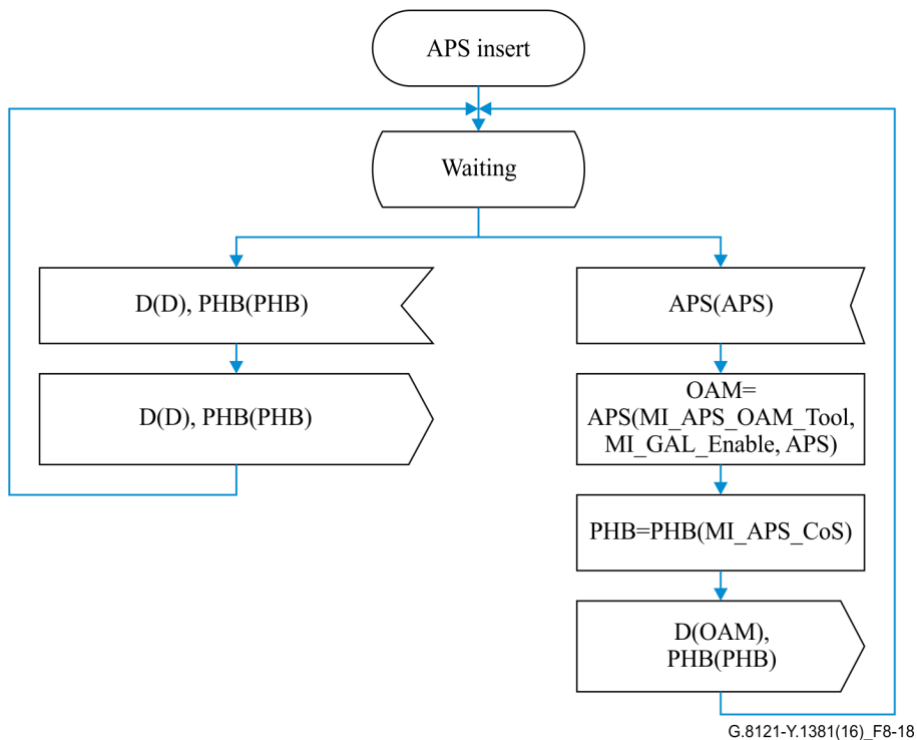 APS insert
Waiting
D(D), PHB(PHB)
D(D), PHB(PHB)
APS(APS)
OAM=
APS(MI_APS_OAM_Tool,
MI_GAL_Enable, APS)
PHB=PHB(MI_APS_CoS)
D(OAM),
PHB(PHB)
G.8121-Y.1381(16)_F8-18